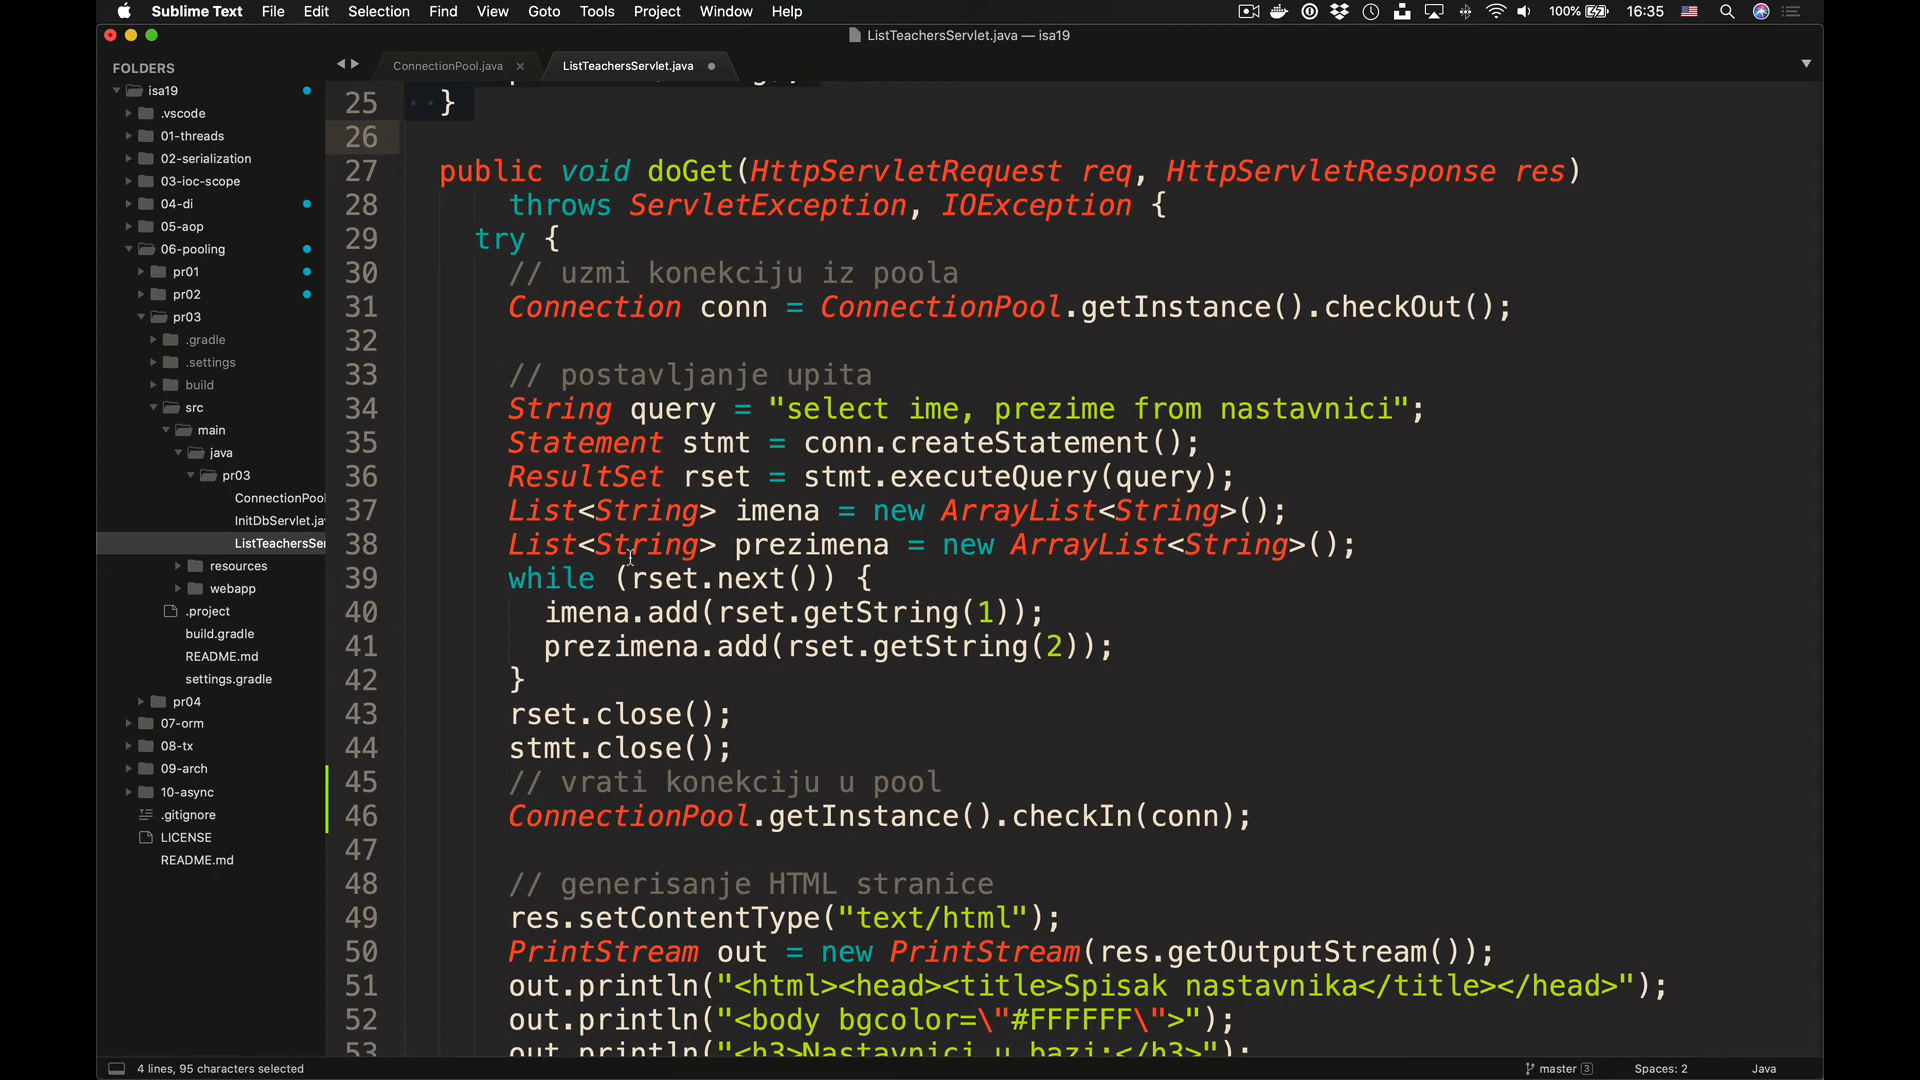 Sublime Text File Edit Selection Find View Goto Tools Project Window Help 100% 16:35
ListTeachersServlet.java — isa19
FOLDERS
isa19
.vscode
01-threads
02-serialization
03-ioc-scope
04-di
05-aop
06-pooling
pr01
pr02
pr03
.gradle
.settings
build
src
main
java
pr03
ConnectionPool
InitDbServlet.jav
ListTeachersSer
resources
webapp
.project
build.gradle
README.md
settings.gradle
pr04
07-orm
08-tx
09-arch
10-async
.gitignore
LICENSE
README.md
ConnectionPool.java × ListTeachersServlet.java
25 }
26
27 public void doGet(HttpServletRequest req, HttpServletResponse res)
28 throws ServletException, IOException {
29 try {
30 // uzmi konekciju iz poola
31 Connection conn = ConnectionPool.getInstance().checkOut();
32
33 // postavljanje upita
34 String query = "select ime, prezime from nastavnici";
35 Statement stmt = conn.createStatement();
36 ResultSet rset = stmt.executeQuery(query);
37 List<String> imena = new ArrayList<String>();
38 List<String> prezimena = new ArrayList<String>();
39 while (rset.next()) {
40 imena.add(rset.getString(1));
41 prezimena.add(rset.getString(2));
42 }
43 rset.close();
44 stmt.close();
45 // vrati konekciju u pool
46 ConnectionPool.getInstance().checkIn(conn);
47
48 // generisanje HTML stranice
49 res.setContentType("text/html");
50 PrintStream out = new PrintStream(res.getOutputStream());
51 out.println("<html><head><title>Spisak nastavnika</title></head>");
52 out.println("<body bgcolor=\"#FFFFFF\">");
53 out.println("<h3>Nastavnici u bazi:</h3>");
4 lines, 95 characters selected master 3 Spaces: 2 Java